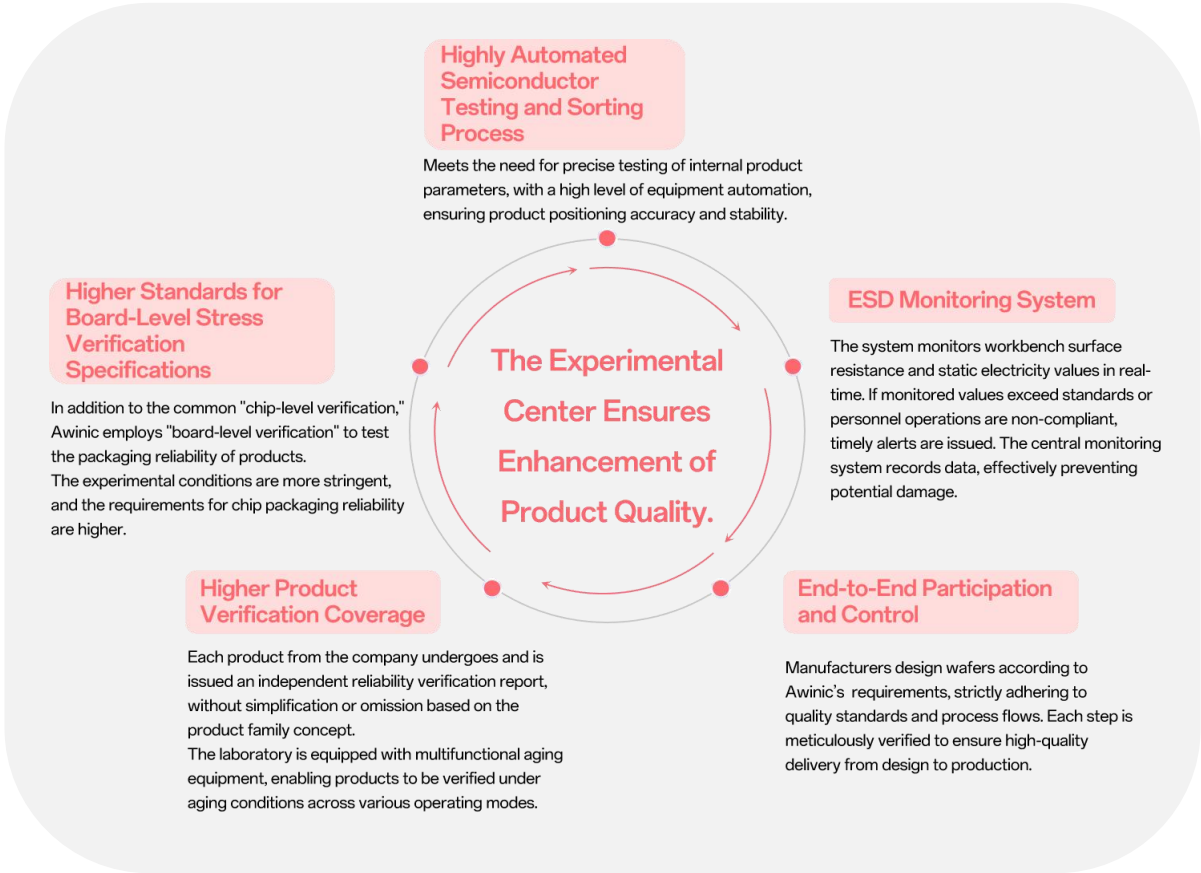 Highly Automated
Semiconductor
Testing and Sorting
Process
Meets the need for precise testing of internal product
parameters, with a high level of equipment automation,
ensuring product positioning accuracy and stability.
Higher Standards for
Board-Level Stress
Verification
Specifications
In addition to the common "chip-level verification,"
Awinic employs "board-level verification" to test
the packaging reliability of products.
The experimental conditions are more stringent,
and the requirements for chip packaging reliability
are higher.
The Experimental
Center Ensures
Enhancement of
Product Quality.
ESD Monitoring System
The system monitors workbench surface
resistance and static electricity values in real-
time. If monitored values exceed standards or
personnel operations are non-compliant,
timely alerts are issued. The central monitoring
system records data, effectively preventing
potential damage.
Higher Product
Verification Coverage
Each product from the company undergoes and is
issued an independent reliability verification report,
without simplification or omission based on the
product family concept.
The laboratory is equipped with multifunctional aging
equipment, enabling products to be verified under
aging conditions across various operating modes.
End-to-End Participation
and Control
Manufacturers design wafers according to
Awinic’s  requirements, strictly adhering to
quality standards and process flows. Each step is
meticulously verified to ensure high-quality
delivery from design to production.